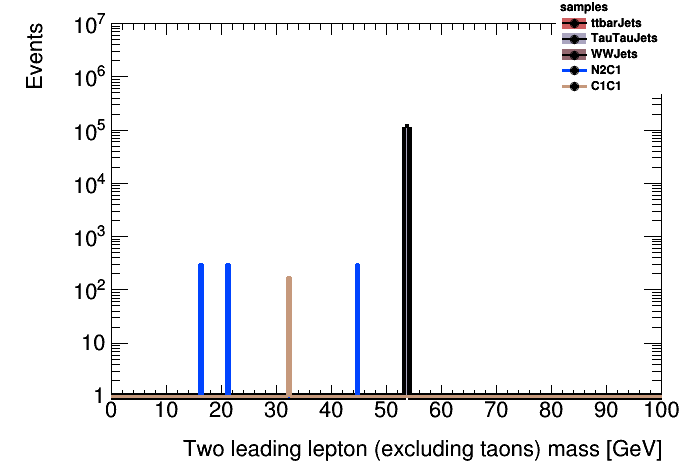 samples
ttbarJets
TauTauJets
WWJets
N2C1
C1C1
Events
10^7
10^6
10^5
10^4
10^3
10^2
10
1
0 10 20 30 40 50 60 70 80 90 100
Two leading lepton (excluding taons) mass [GeV]